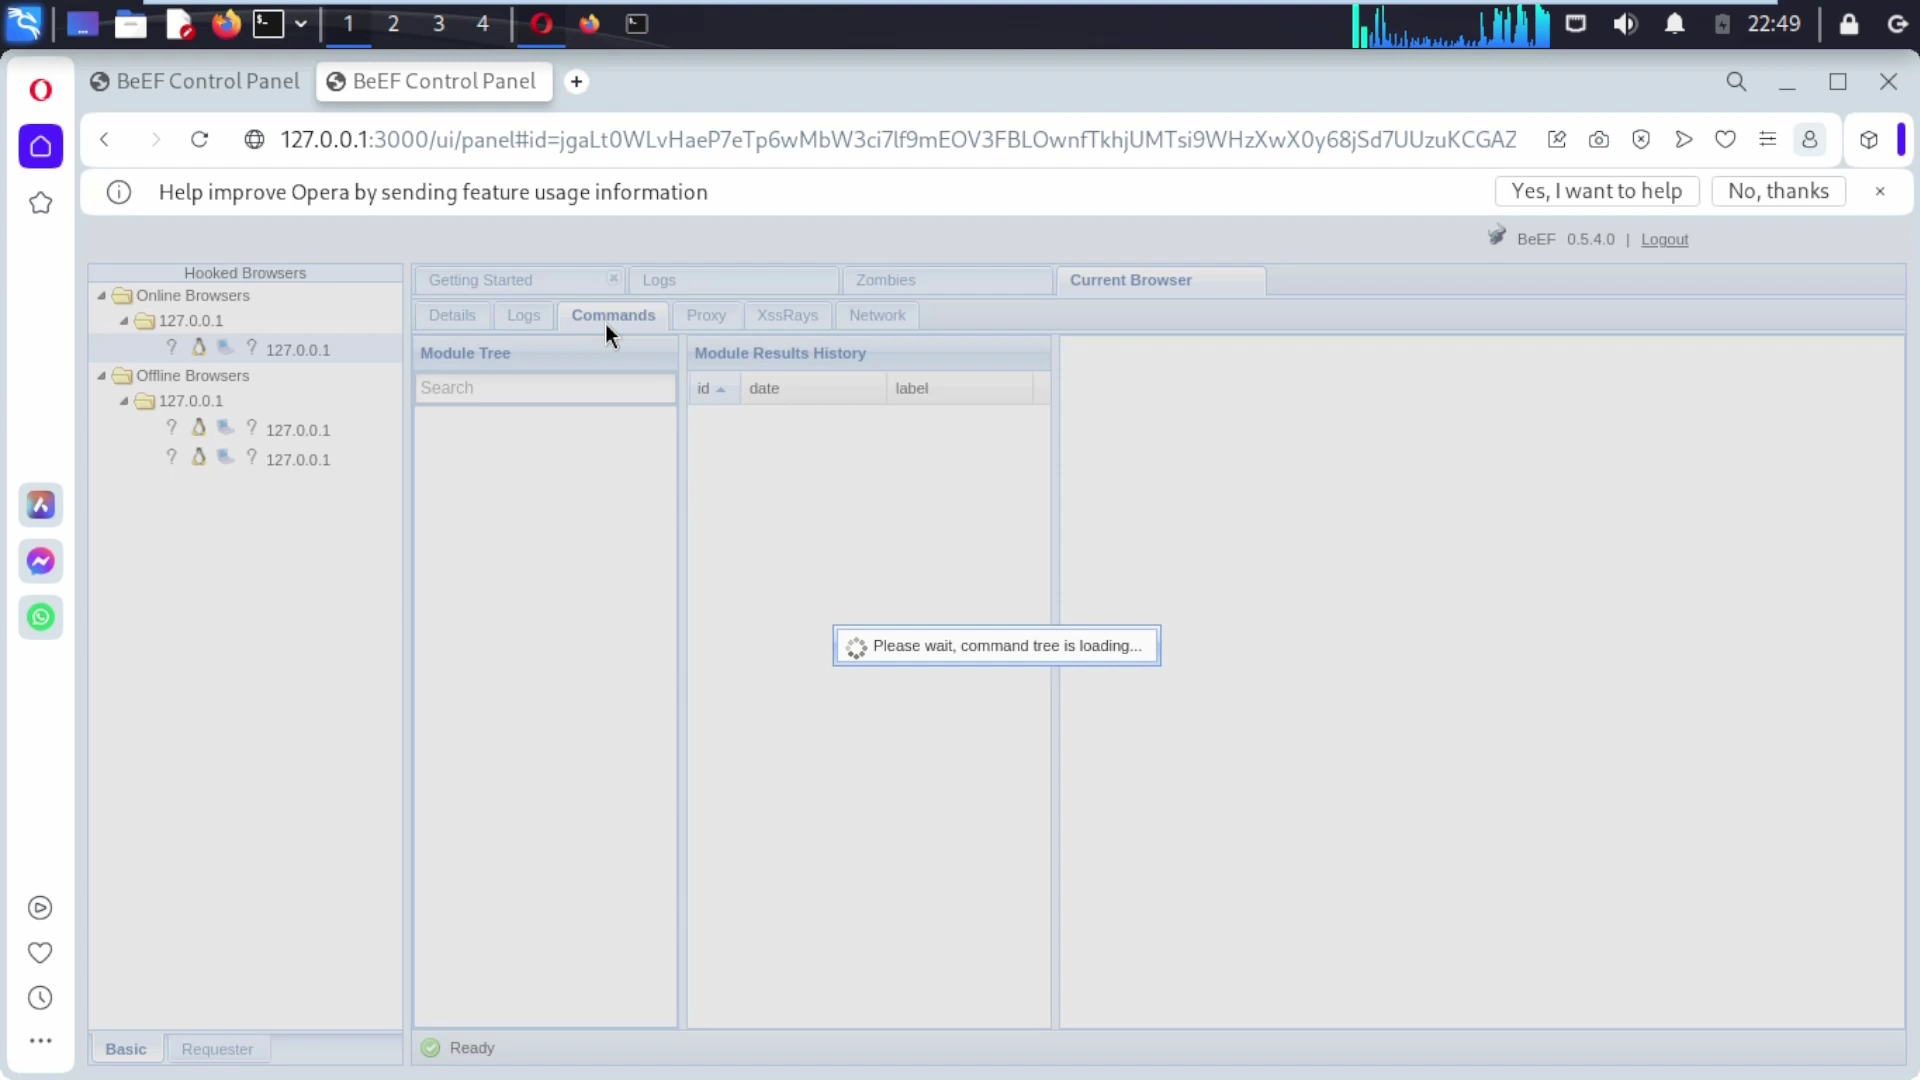 1 2 3 4 22:49
BeEF Control Panel BeEF Control Panel
127.0.0.1:3000/ui/panel#id=jgaLt0WLvHaeP7eTp6wMbW3ci7lf9mEOV3FBLOwnfTkhjUMTsi9WHzXwX0y68jSd7UUzuKCGAZ
Help improve Opera by sending feature usage information Yes, I want to help No, thanks
BeEF 0.5.4.0 | Logout
Hooked Browsers
Getting Started Logs Zombies Current Browser
Online Browsers
127.0.0.1
? ? 127.0.0.1
Offline Browsers
127.0.0.1
? ? 127.0.0.1
? ? 127.0.0.1
Details Logs Commands Proxy XssRays Network
Module Tree Module Results History
Search id date label
Please wait, command tree is loading...
Basic Requester Ready